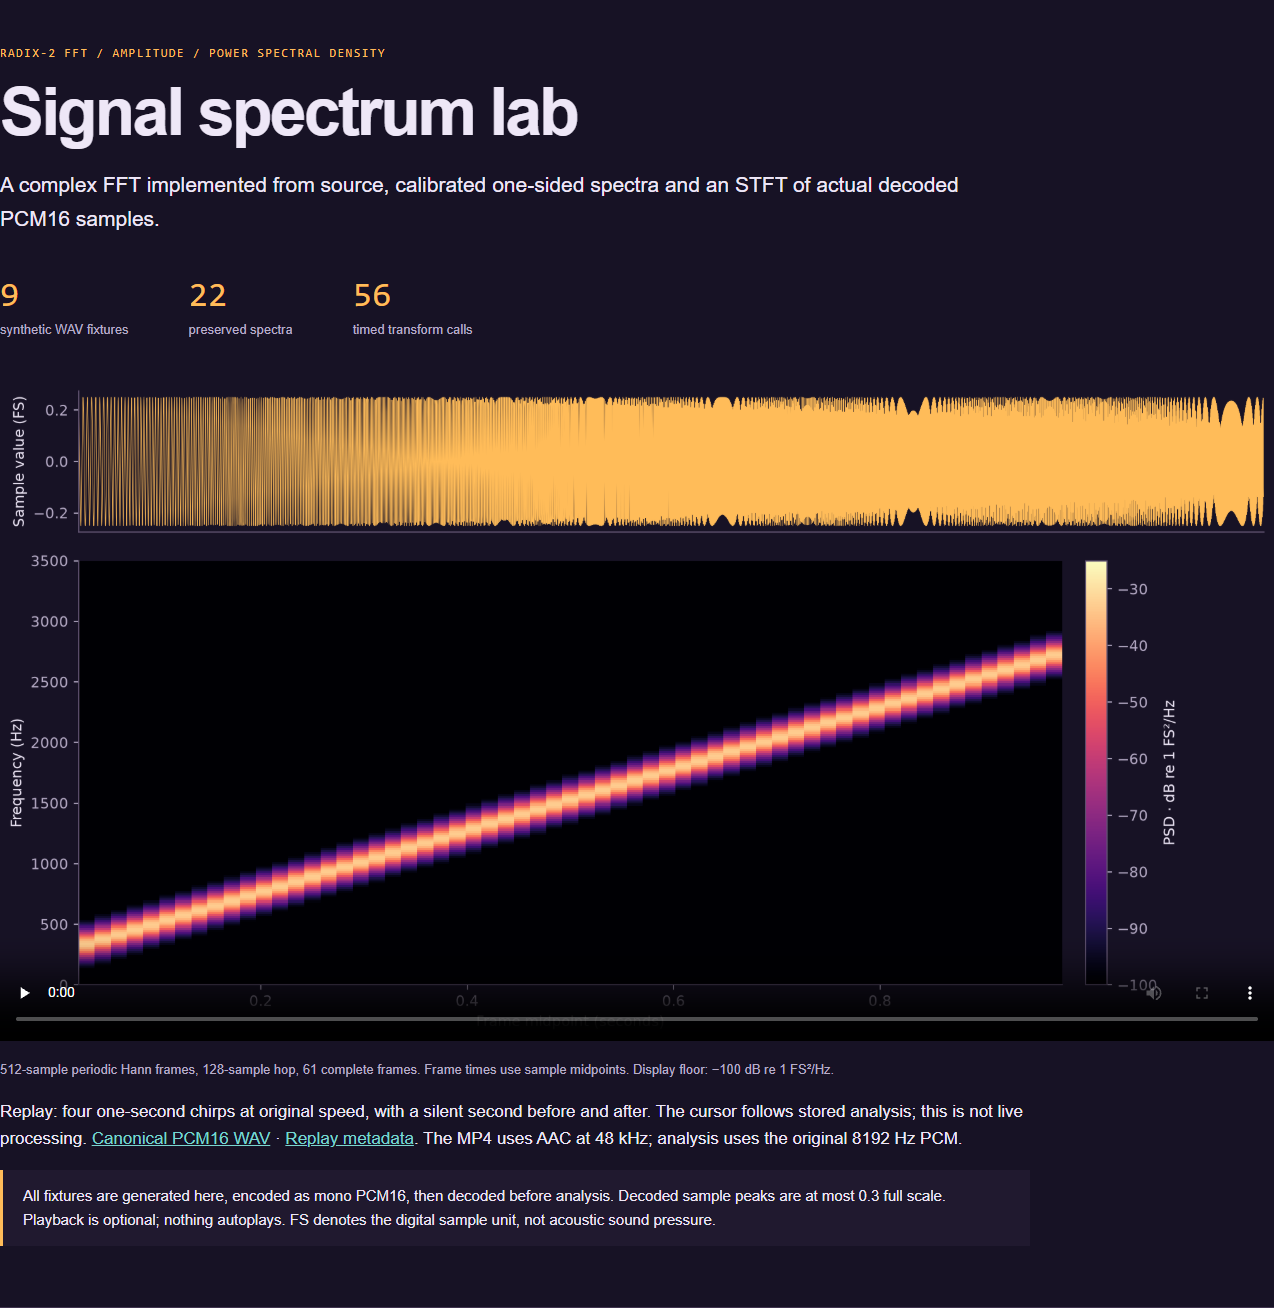 RADIX-2 FFT / AMPLITUDE / POWER SPECTRAL DENSITY
Signal spectrum lab
A complex FFT implemented from source, calibrated one-sided spectra and an STFT of actual decoded
PCM16 samples.
9
synthetic WAV fixtures
22
preserved spectra
56
timed transform calls
Sample value (FS)
0.2
0.0
−0.2
Frequency (Hz)
3500
3000
2500
2000
1500
1000
500
0
0.2
0.4
0.6
0.8
Frame midpoint (seconds)
−30
−40
−50
−60
−70
−80
−90
−100
PSD · dB re 1 FS²/Hz
0:00
512-sample periodic Hann frames, 128-sample hop, 61 complete frames. Frame times use sample midpoints. Display floor: −100 dB re 1 FS²/Hz.
Replay: four one-second chirps at original speed, with a silent second before and after. The cursor follows stored analysis; this is not live
processing. Canonical PCM16 WAV · Replay metadata. The MP4 uses AAC at 48 kHz; analysis uses the original 8192 Hz PCM.
All fixtures are generated here, encoded as mono PCM16, then decoded before analysis. Decoded sample peaks are at most 0.3 full scale.
Playback is optional; nothing autoplays. FS denotes the digital sample unit, not acoustic sound pressure.